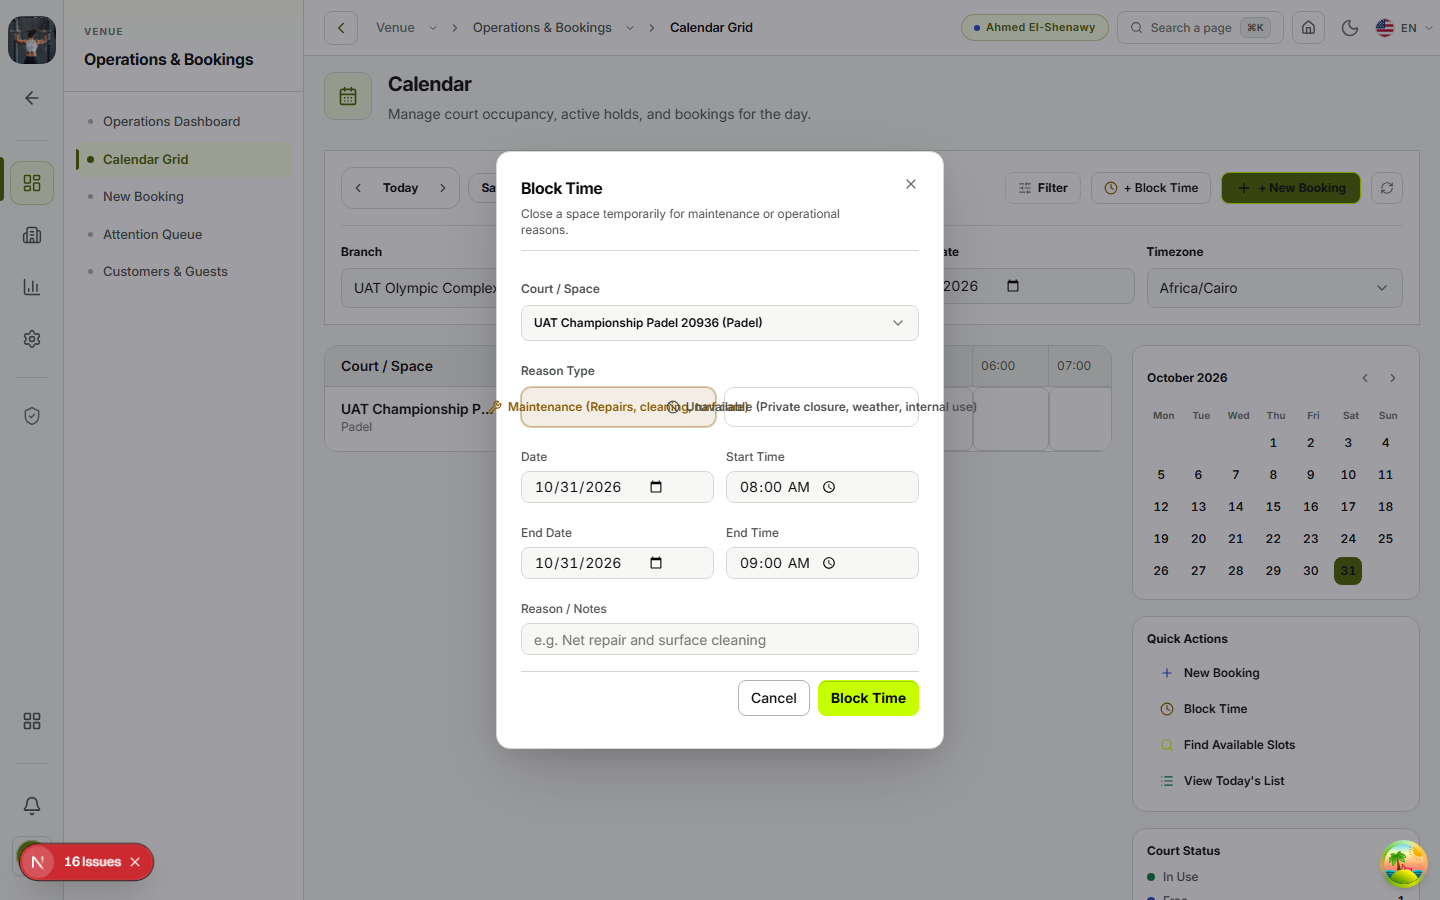 VENUE
Operations & Bookings
Operations Dashboard
Calendar Grid
New Booking
Attention Queue
Customers & Guests
16 Issues
Venue
Operations & Bookings
Calendar Grid
Ahmed El-Shenawy
Search a page
⌘K
EN
Calendar
Manage court occupancy, active holds, and bookings for the day.
Today
Sa
Filter
+ Block Time
+ New Booking
Branch
UAT Olympic Complex
ate
2026
Timezone
Africa/Cairo
Court / Space
06:00
07:00
UAT Championship P...
Padel
Block Time
Close a space temporarily for maintenance or operational
reasons.
Court / Space
UAT Championship Padel 20936 (Padel)
Reason Type
Maintenance (Repairs, cleaning,
Unavailable (Private closure, weather, internal use)
Date
Start Time
10/31/2026
08:00 AM
End Date
End Time
10/31/2026
09:00 AM
Reason / Notes
e.g. Net repair and surface cleaning
Cancel
Block Time
October 2026
Mon Tue Wed Thu Fri Sat Sun
1 2 3 4
5 6 7 8 9 10 11
12 13 14 15 16 17 18
19 20 21 22 23 24 25
26 27 28 29 30 31
Quick Actions
New Booking
Block Time
Find Available Slots
View Today's List
Court Status
In Use